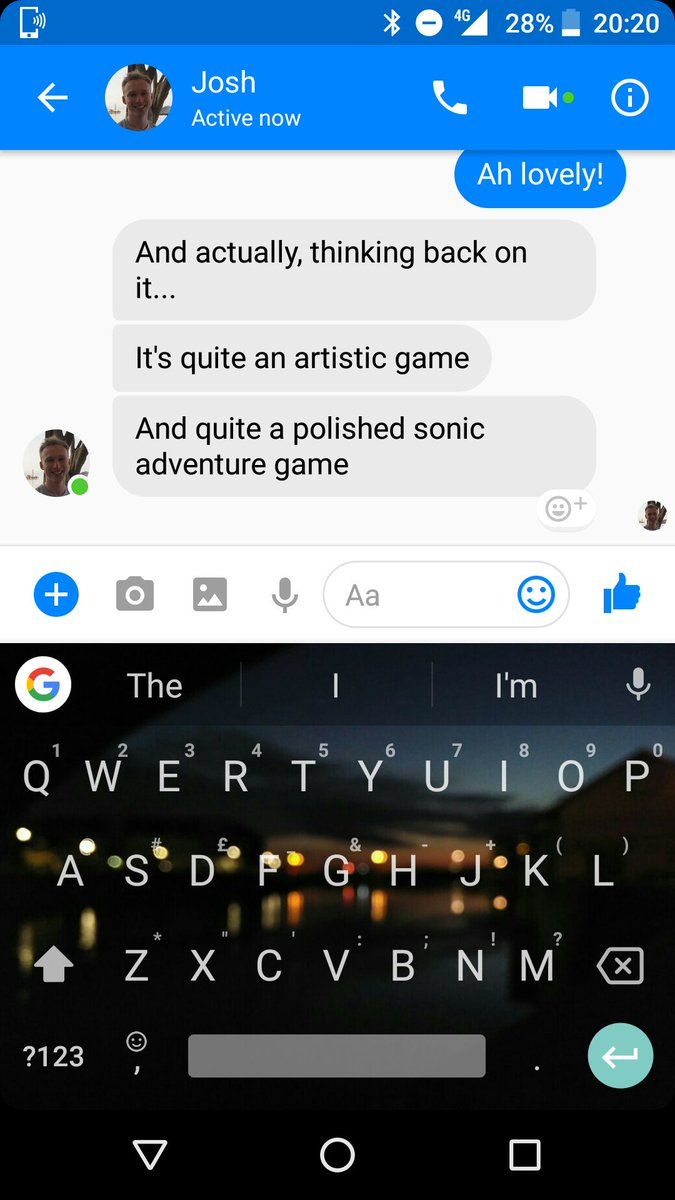 4G 28% 20:20
Josh
Active now
Ah lovely!
And actually, thinking back on
it...
It's quite an artistic game
And quite a polished sonic
adventure game
Aa
G The I I'm
1 2 3 4 5 6 7 8 9 0
Q W E R T Y U I O P
# £ _ & - + ( )
A S D F G H J K L
* " ' : ; ! ?
Z X C V B N M
?123 , .